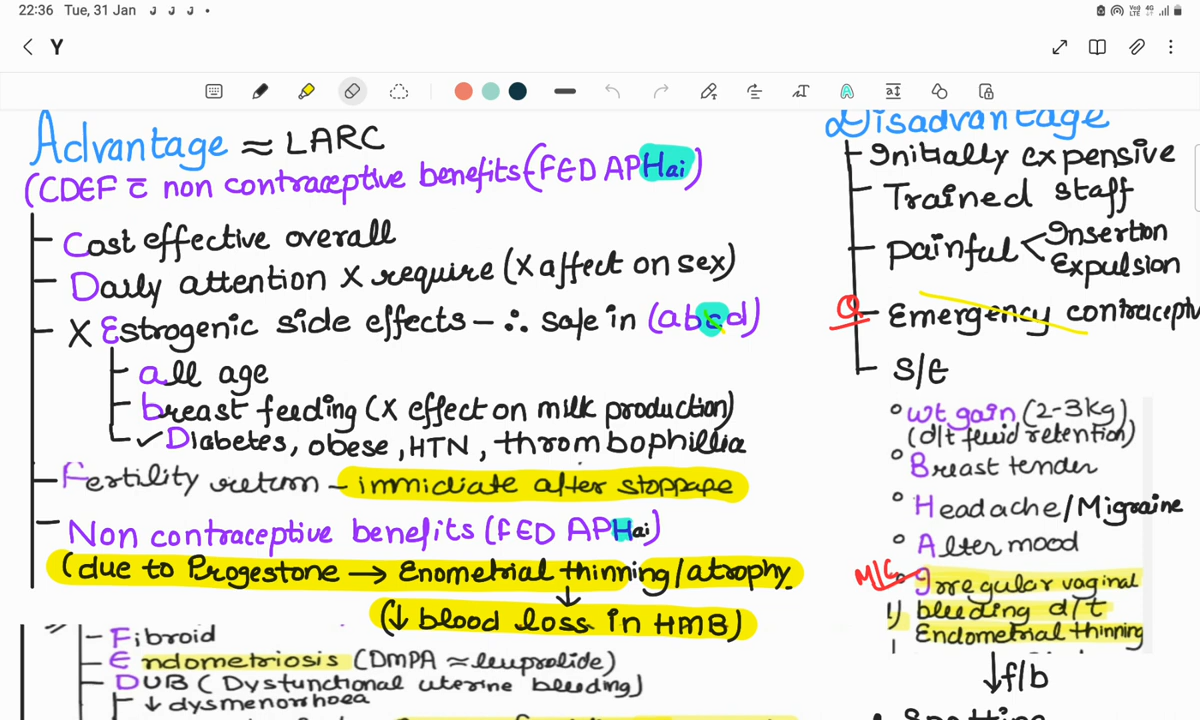 22:36 Tue, 31 Jan
Y
Advantage ≈ LARC
(CDEF c̄ non contraceptive benefits (FED APHai)
Cost effective overall
Daily attention X require (X affect on sex)
X Estrogenic side effects - ∴ safe in (abcd)
all age
breast feeding (X effect on milk production)
✓Diabetes, obese, HTN, thrombophillia
Fertility return - immidiate after stoppage
Non contraceptive benefits (FED APHai)
(due to Progestone → Enometrial thinning/atrophy
↓
(↓ blood loss in HMB)
Fibroid
Endometriosis (DMPA ≈ leuprolide)
DUB (Dysfunctional uterine bleeding)
↓ dysmenorrhoea
Disadvantage
Initially expensive
Trained staff
Painful < Insertion
Expulsion
Q Emergency contracept
S/E
Wt gain (2-3kg)
(d/t fluid retention)
Breast tender
Headache/Migraine
Alter mood
M/C Irregular vaginal
1) bleeding d/t
Endometrial thinning
↓f/b
Spotting